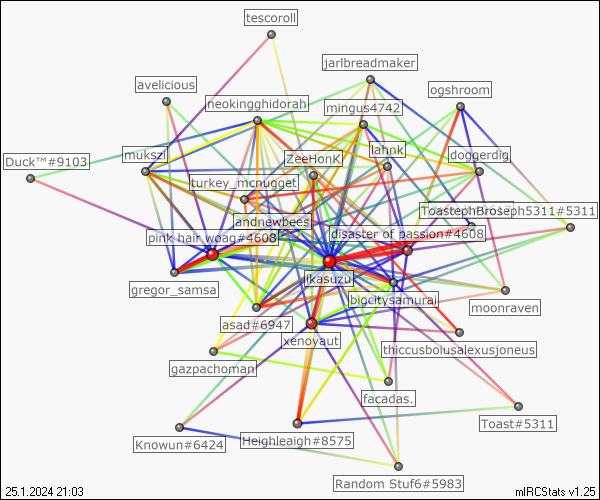 tescoroll
jarlbreadmaker
avelicious
ogshroom
neokingghidorah
mingus4742
mukszi
lahnk
doggerdig
Duck™#9103
ZeeHonK
turkey_mcnugget
ToastephBroseph5311#5311
andnewbees
disaster of passion#4608
pink hair woag#4608
ikasuzu
gregor_samsa
bigcitysamurai
moonraven
asad#6947
xenoyaut
thiccusbolusalexusjoneus
gazpachoman
facadas.
Toast#5311
Knowun#6424
Heighleaigh#8575
Random Stuf6#5983
25.1.2024 21:03
mIRCStats v1.25